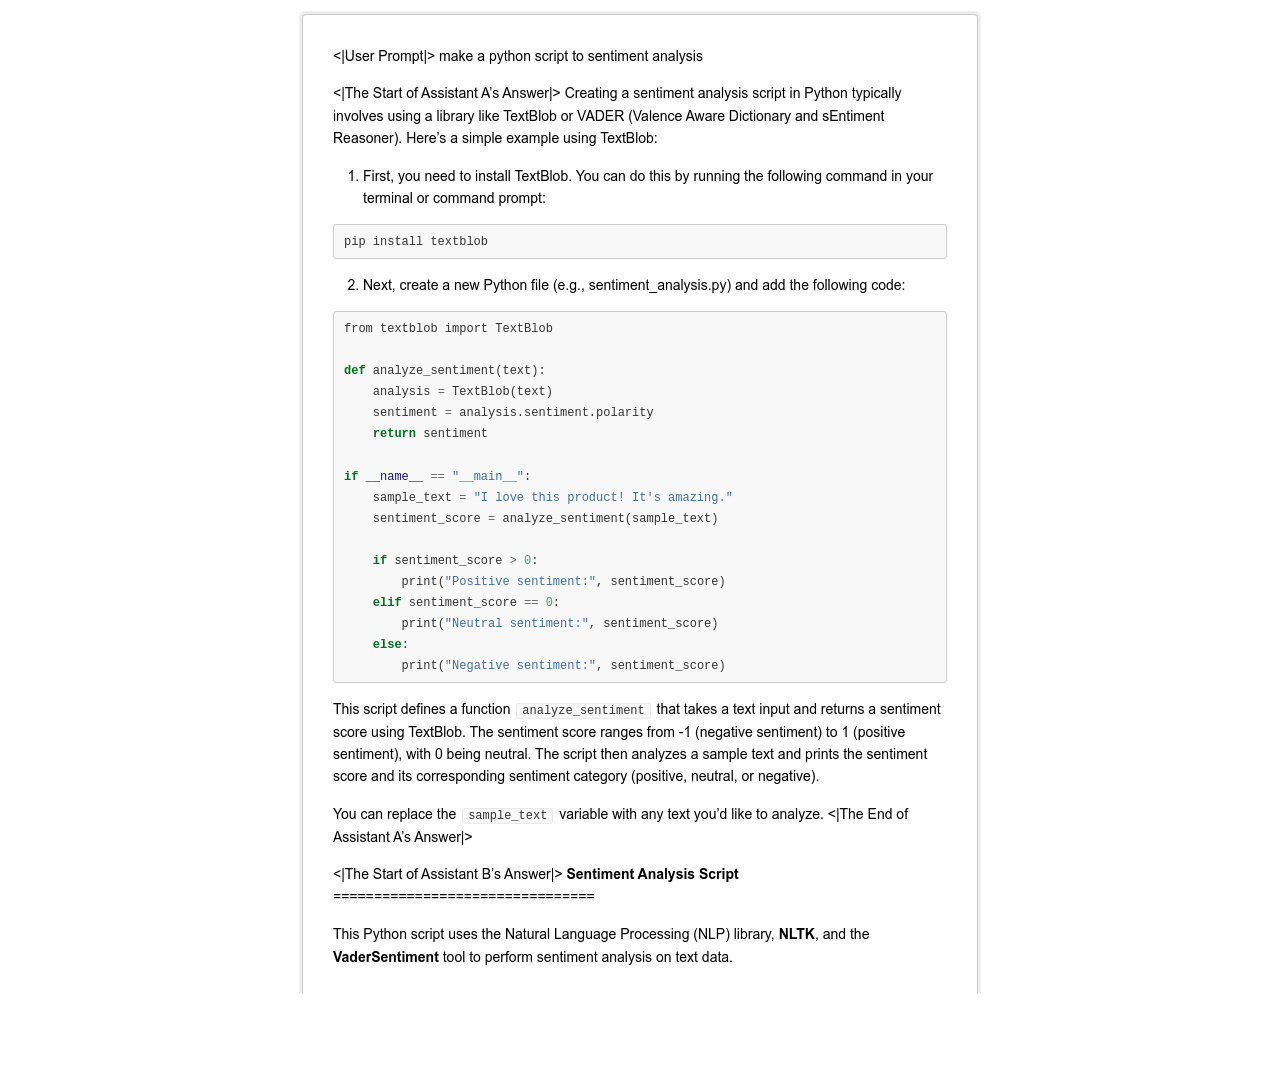 <|User Prompt|> make a python script to sentiment analysis
<|The Start of Assistant A’s Answer|> Creating a sentiment analysis script in Python typically
involves using a library like TextBlob or VADER (Valence Aware Dictionary and sEntiment
Reasoner). Here’s a simple example using TextBlob:
1. First, you need to install TextBlob. You can do this by running the following command in your
terminal or command prompt:
pip install textblob
2. Next, create a new Python file (e.g., sentiment_analysis.py) and add the following code:
from textblob import TextBlob
def analyze_sentiment(text):
    analysis = TextBlob(text)
    sentiment = analysis.sentiment.polarity
    return sentiment
if __name__ == "__main__":
    sample_text = "I love this product! It's amazing."
    sentiment_score = analyze_sentiment(sample_text)
    if sentiment_score > 0:
        print("Positive sentiment:", sentiment_score)
    elif sentiment_score == 0:
        print("Neutral sentiment:", sentiment_score)
    else:
        print("Negative sentiment:", sentiment_score)
This script defines a function analyze_sentiment that takes a text input and returns a sentiment
score using TextBlob. The sentiment score ranges from -1 (negative sentiment) to 1 (positive
sentiment), with 0 being neutral. The script then analyzes a sample text and prints the sentiment
score and its corresponding sentiment category (positive, neutral, or negative).
You can replace the sample_text variable with any text you’d like to analyze. <|The End of
Assistant A’s Answer|>
<|The Start of Assistant B’s Answer|> Sentiment Analysis Script
================================
This Python script uses the Natural Language Processing (NLP) library, NLTK, and the
VaderSentiment tool to perform sentiment analysis on text data.